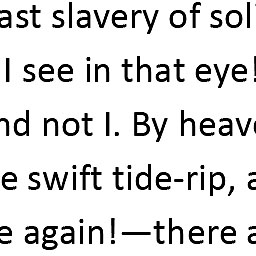 ast slavery of sol
I see in that eye!
nd not I. By heave
e swift tide-rip, a
e again!—there a